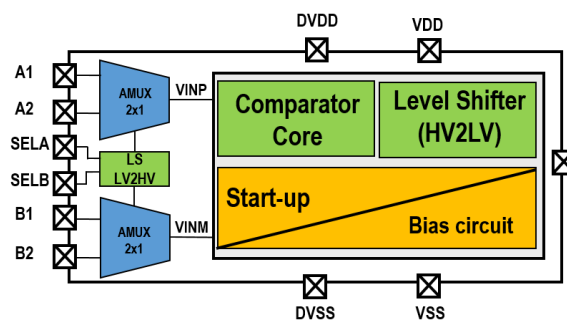 DVDD
VDD
A1
A2
SELA
SELB
B1
B2
AMUX
2x1
VINP
LS
LV2HV
AMUX
2x1
VINM
Comparator
Core
Level Shifter
(HV2LV)
Start-up
Bias circuit
DVSS
VSS